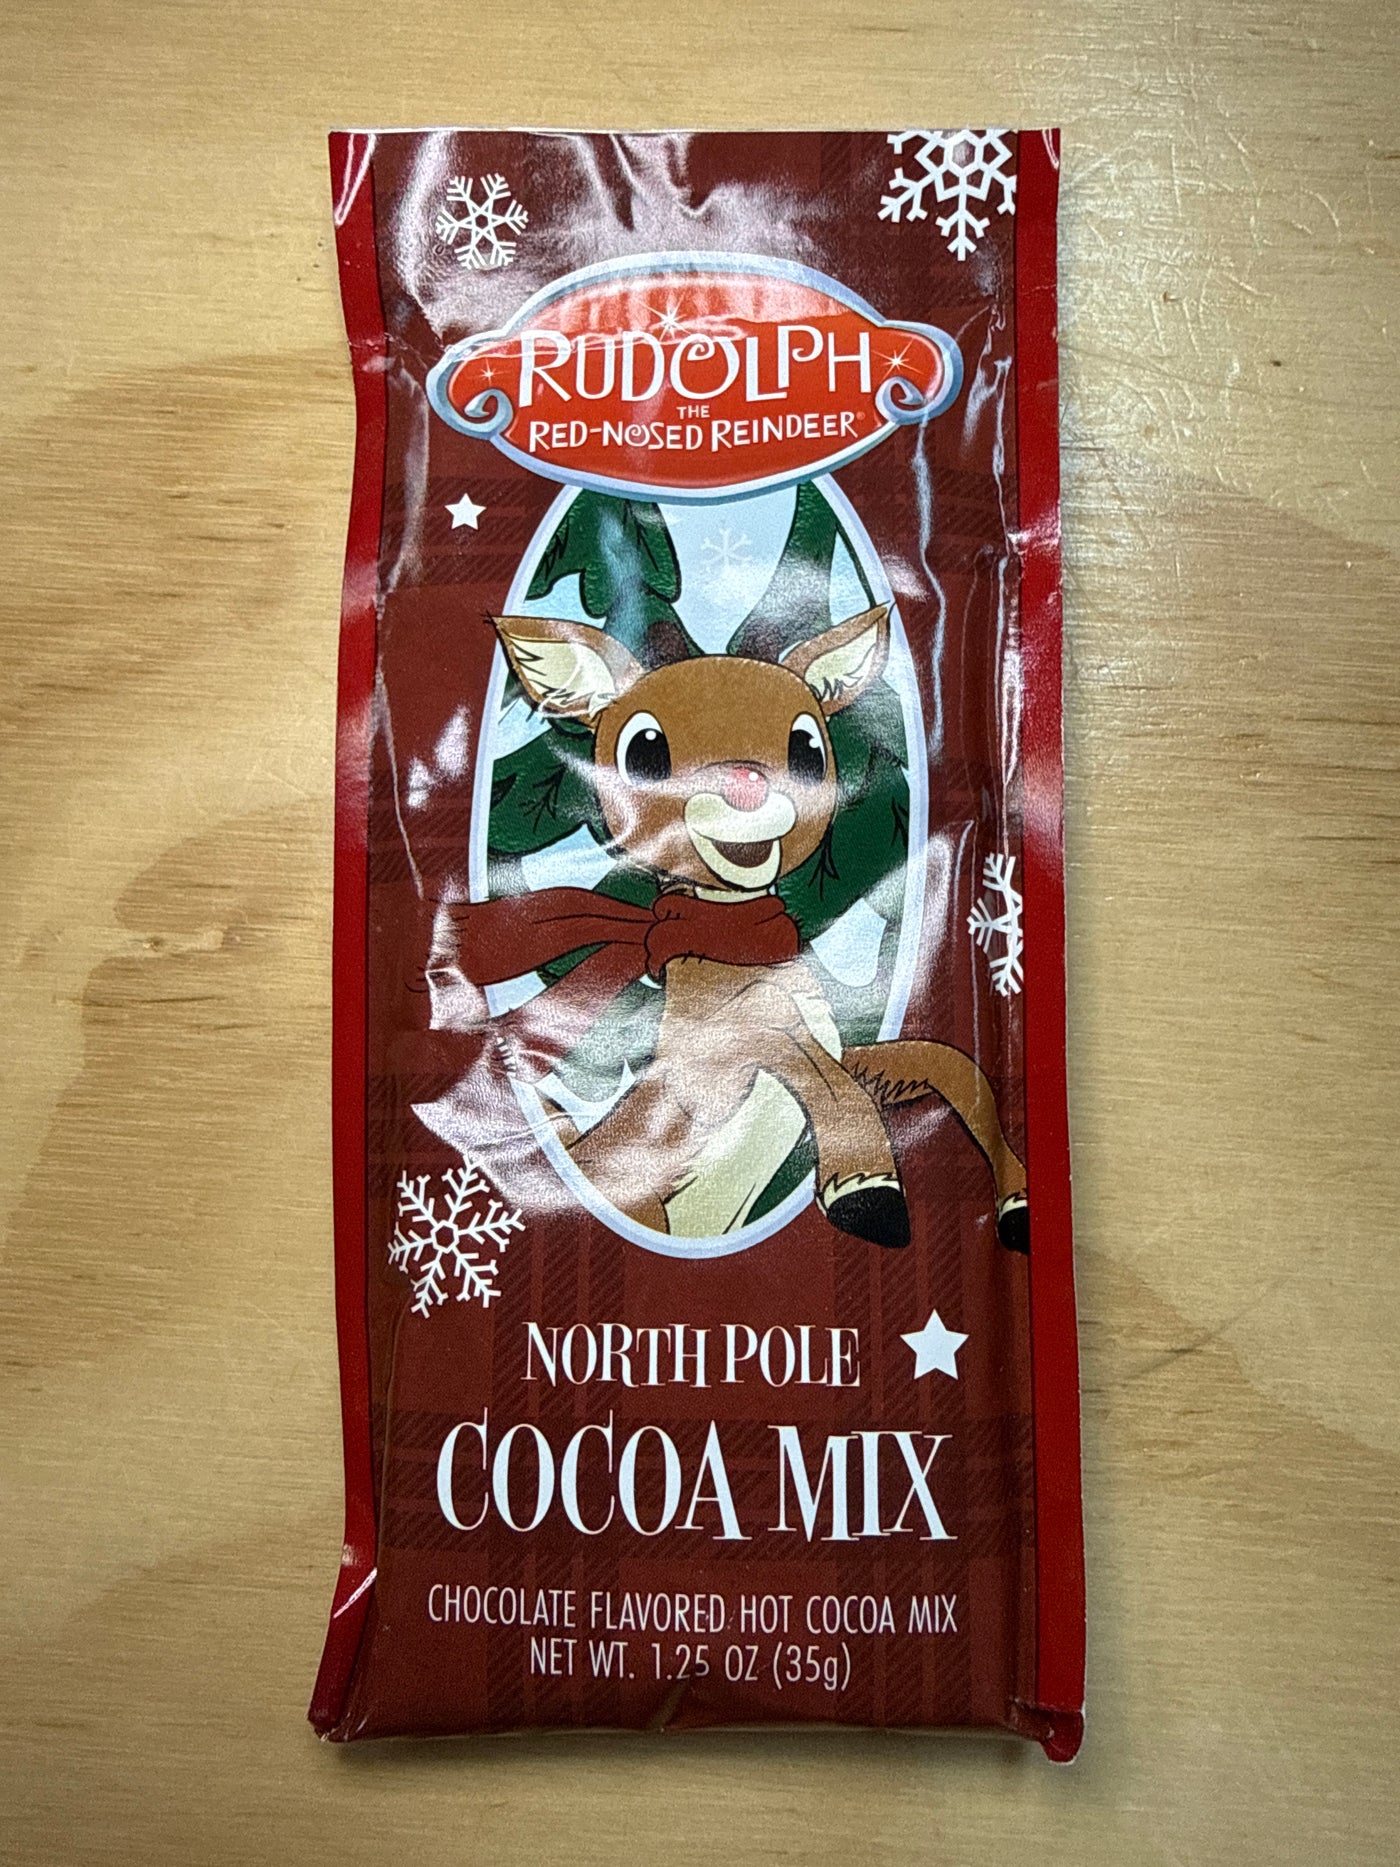 RUDOLPH
THE
RED-NOSED REINDEER®
NORTH POLE
COCOA MIX
CHOCOLATE FLAVORED HOT COCOA MIX
NET WT. 1.25 OZ (35g)